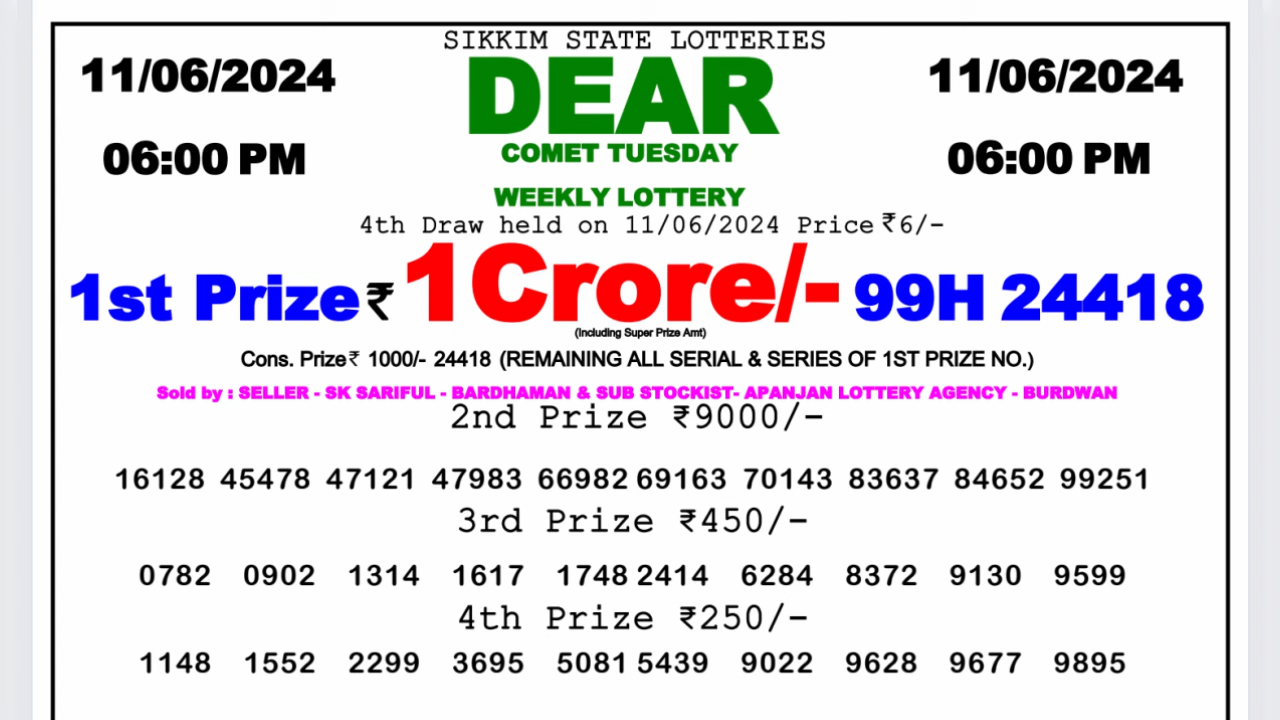 SIKKIM STATE LOTTERIES
11/06/2024 DEAR 11/06/2024
06:00 PM COMET TUESDAY 06:00 PM
WEEKLY LOTTERY
4th Draw held on 11/06/2024 Price ₹6/-
1st Prize ₹ 1Crore/- 99H 24418
(Including Super Prize Amt)
Cons. Prize ₹ 1000/- 24418 (REMAINING ALL SERIAL & SERIES OF 1ST PRIZE NO.)
Sold by : SELLER - SK SARIFUL - BARDHAMAN & SUB STOCKIST- APANJAN LOTTERY AGENCY - BURDWAN
2nd Prize ₹9000/-
16128 45478 47121 47983 66982 69163 70143 83637 84652 99251
3rd Prize ₹450/-
0782 0902 1314 1617 1748 2414 6284 8372 9130 9599
4th Prize ₹250/-
1148 1552 2299 3695 5081 5439 9022 9628 9677 9895